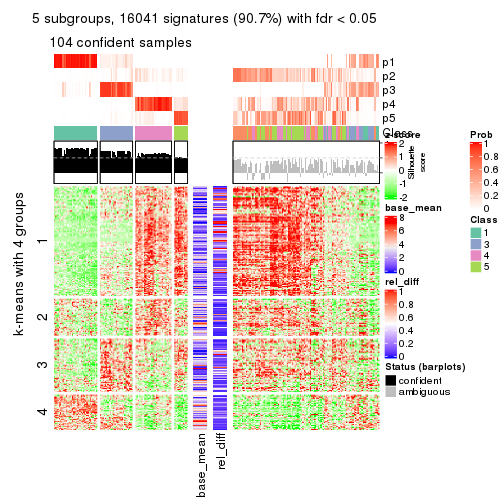 5 subgroups, 16041 signatures (90.7%) with fdr < 0.05
104 confident samples
p1
p2
p3
p4
p5
Class
k-means with 4 groups
1
2
3
4
base_mean
rel_diff
z-score
2
1
0
-1
-2
Silhouette
score
base_mean
8
6
4
2
0
rel_diff
1
0.8
0.6
0.4
0.2
0
Status (barplots)
confident
ambiguous
Prob
1
0.8
0.6
0.4
0.2
0
Class
1
3
4
5